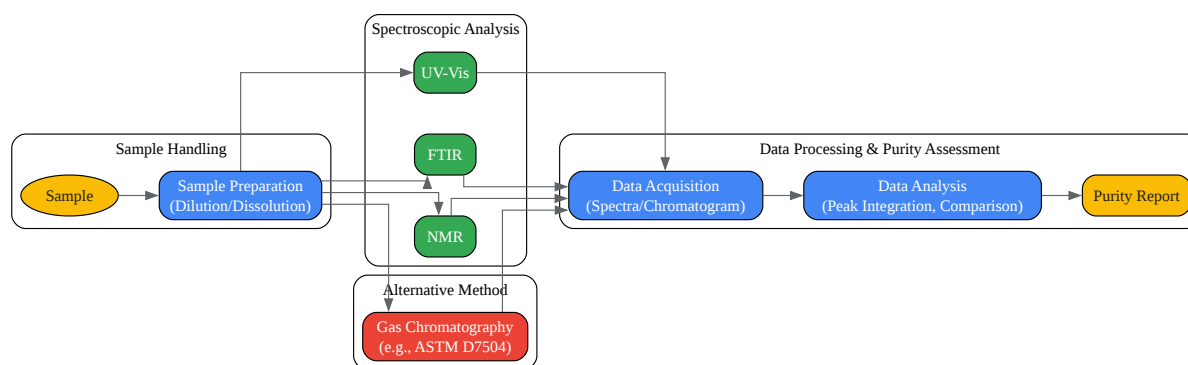 Spectroscopic Analysis
UV-Vis
FTIR
NMR
Sample Handling
Sample
Sample Preparation
(Dilution/Dissolution)
Alternative Method
Gas Chromatography
(e.g., ASTM D7504)
Data Processing & Purity Assessment
Data Acquisition
(Spectra/Chromatogram)
Data Analysis
(Peak Integration, Comparison)
Purity Report